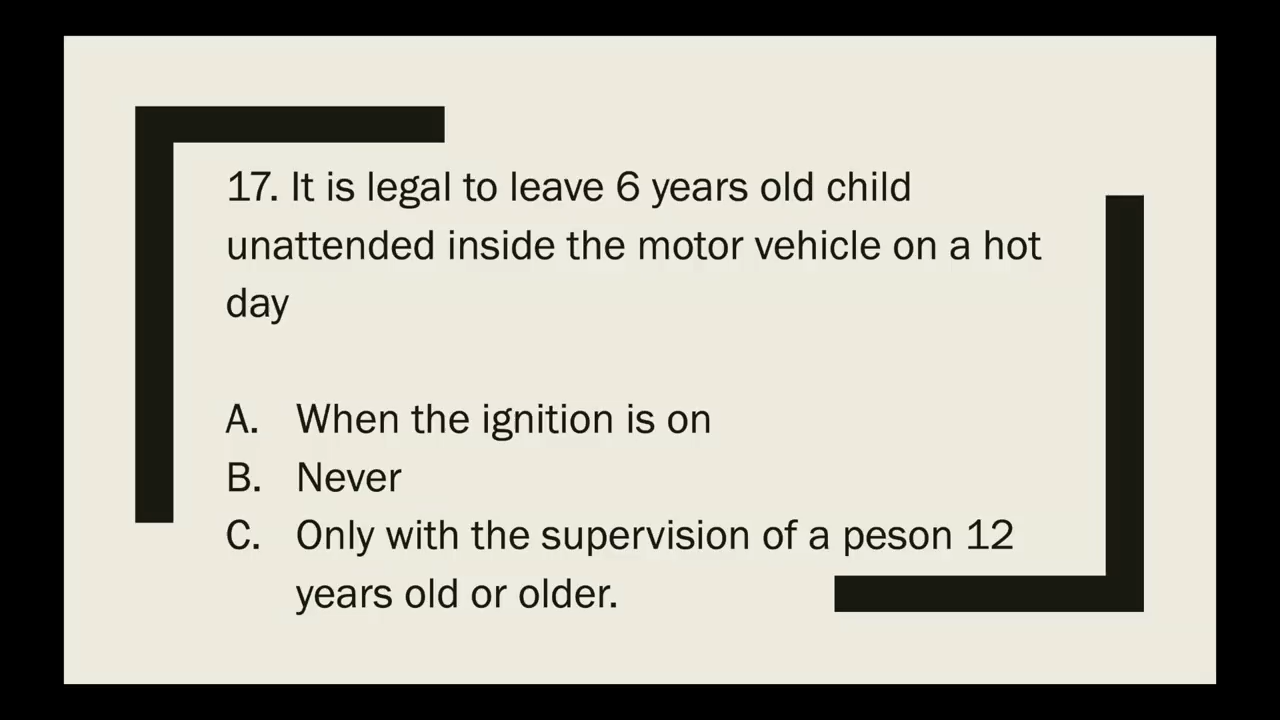 17. It is legal to leave 6 years old child
unattended inside the motor vehicle on a hot
day
A. When the ignition is on
B. Never
C. Only with the supervision of a peson 12
years old or older.